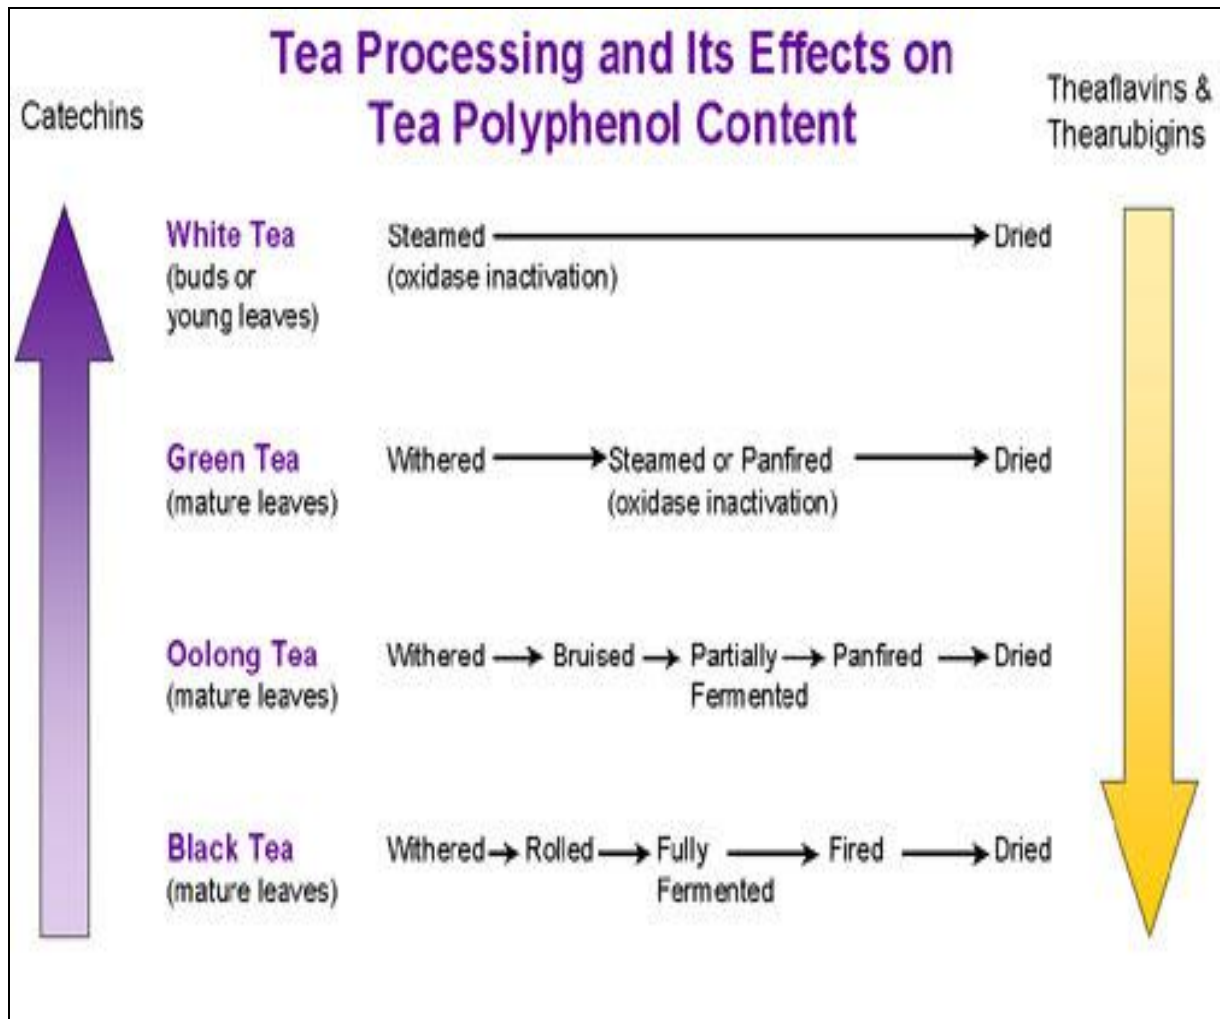 Tea Processing and Its Effects on
Tea Polyphenol Content
Catechins
Theaflavins &
Thearubigins
White Tea
(buds or
young leaves)
Steamed
(oxidase inactivation)
Dried
Green Tea
(mature leaves)
Withered
Steamed or Panfired
(oxidase inactivation)
Dried
Oolong Tea
(mature leaves)
Withered
Bruised
Partially
Fermented
Panfired
Dried
Black Tea
(mature leaves)
Withered
Rolled
Fully
Fermented
Fired
Dried